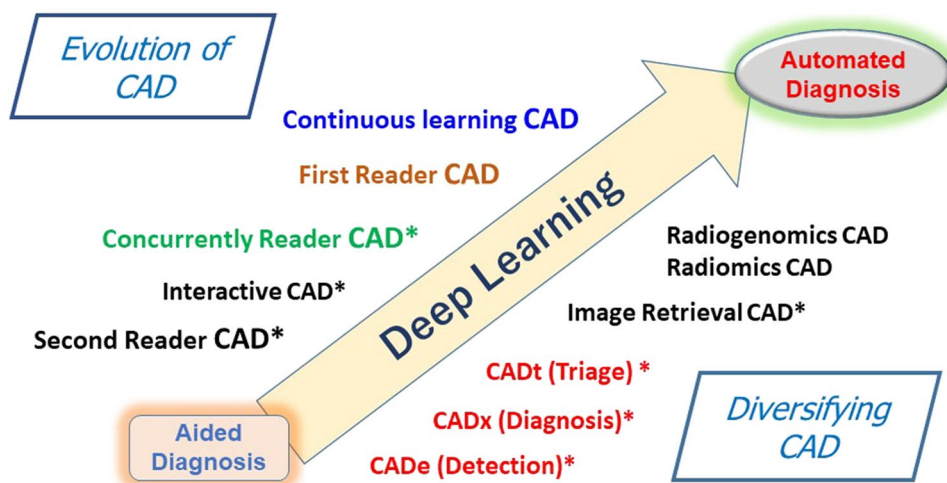 Evolution of
CAD
Automated
Diagnosis
Continuous learning CAD
First Reader CAD
Concurrently Reader CAD*
Interactive CAD*
Second Reader CAD*
Deep Learning
Radiogenomics CAD
Radiomics CAD
Image Retrieval CAD*
CADt (Triage) *
CADx (Diagnosis)*
CADe (Detection)*
Aided
Diagnosis
Diversifying
CAD